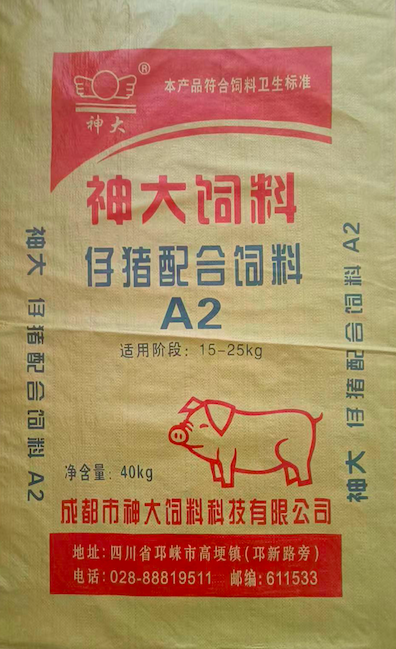 ®
本产品符合饲料卫生标准
神大
神大饲料
仔猪配合饲料
A2
适用阶段：15-25kg
神大 仔猪配合饲料 A2
神大 仔猪配合饲料 A2
净含量：40kg
成都市神大饲料科技有限公司
地址：四川省邛崃市高埂镇（邛新路旁）
电话：028-88819511 邮编：611533